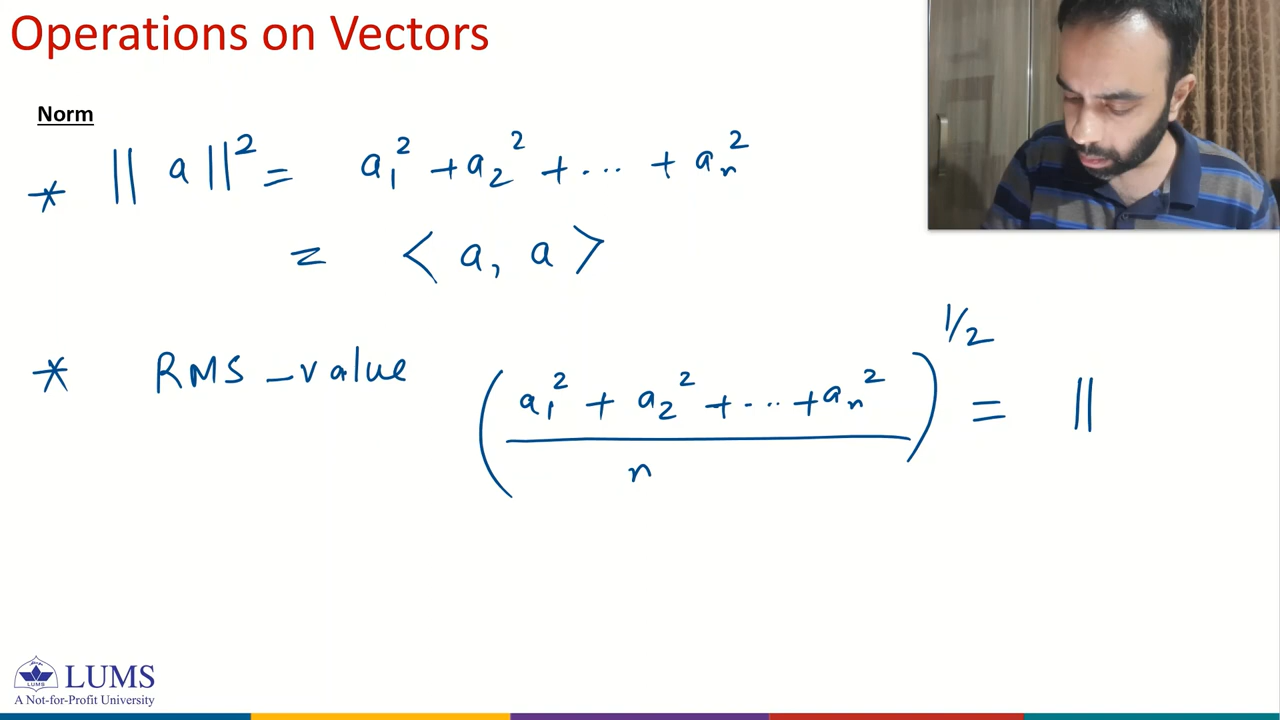 Operations on Vectors
Norm
* || a ||² = a₁² + a₂² + ... + aₙ²
= < a, a >
* RMS-value ( (a₁² + a₂² + ... + aₙ²) / n )^1/2 = ||
LUMS
LUMS
A Not-for-Profit University